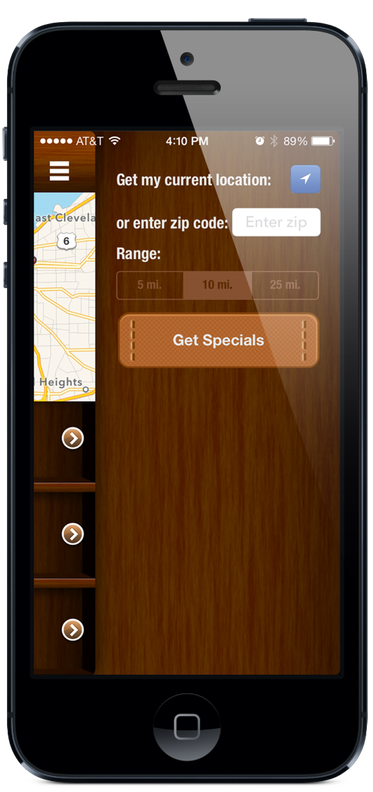 AT&T 4:10 PM 89%
Get my current location:
or enter zip code: Enter zip
Range:
5 mi. 10 mi. 25 mi.
Get Specials
ast Clevela
6
Heights